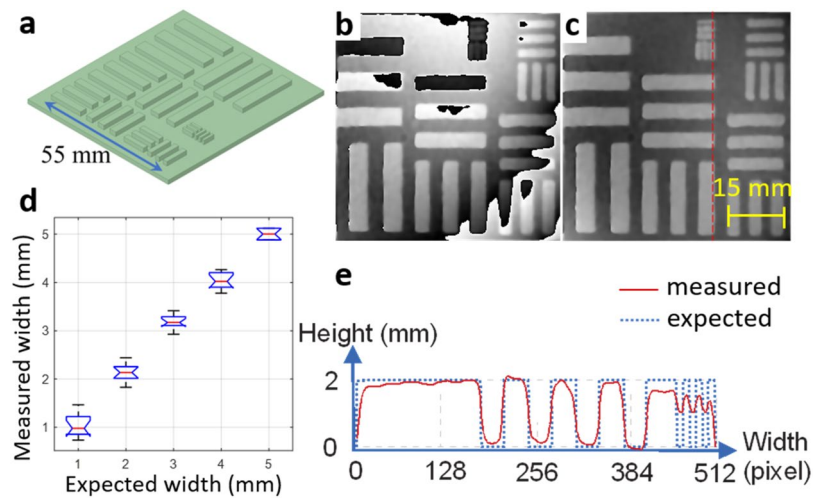 a
55 mm
b
c
15 mm
d
Measured width (mm)
5
4
3
2
1
1 2 3 4 5
Expected width (mm)
e
measured
expected
Height (mm)
2
0
0 128 256 384 512
Width
(pixel)